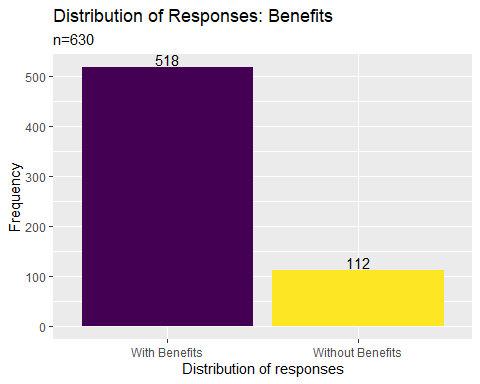 Distribution of Responses: Benefits
n=630
518
112
Frequency
500
400
300
200
100
0
With Benefits
Without Benefits
Distribution of responses